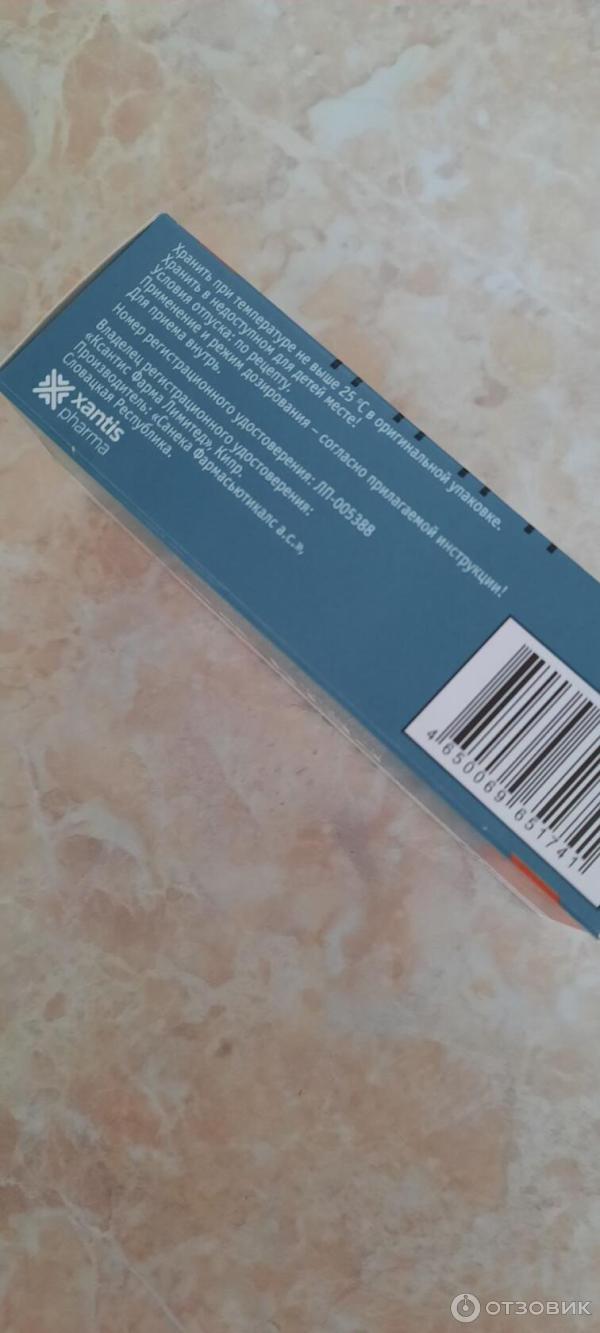 Хранить при температуре не выше 25 °C в оригинальной упаковке.
Хранить в недоступном для детей месте!
Условия отпуска: по рецепту.
Применение и режим дозирования – согласно прилагаемой инструкции!
Для приема внутрь.
Номер регистрационного удостоверения: ЛП-005388
Владелец регистрационного удостоверения:
«Ксантис Фарма Лимитед», Кипр.
Производитель: «Санека Фармасьютикалс а.с.»,
Словацкая Республика.
xantis
pharma
4 650069 651741
ОТЗОВИК